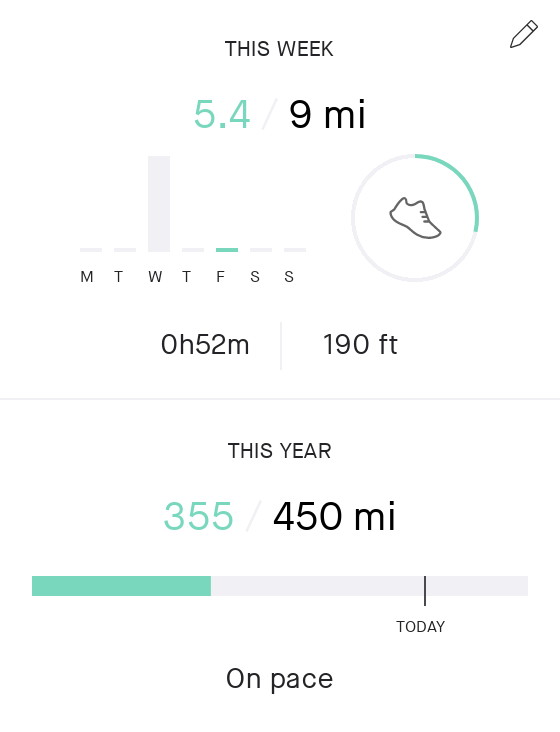 THIS WEEK
5.4 / 9 mi
M T W T F S S
0h52m 190 ft
THIS YEAR
355 / 450 mi
TODAY
On pace